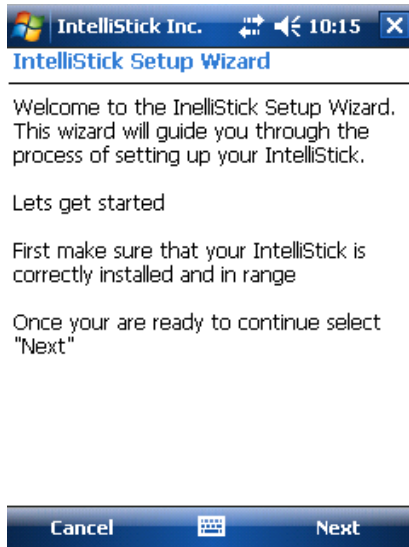 IntelliStick Inc. 10:15
IntelliStick Setup Wizard
Welcome to the InelliStick Setup Wizard.
This wizard will guide you through the
process of setting up your IntelliStick.
Lets get started
First make sure that your IntelliStick is
correctly installed and in range
Once your are ready to continue select
"Next"
Cancel Next